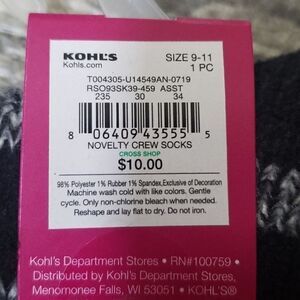 KOHL'S
Kohls.com
SIZE 9-11
1 PC
T004305-U14549AN-0719
RSO93SK39-459 ASST
235 30 34
8 06409 43555 5
NOVELTY CREW SOCKS
CROSS SHOP
$10.00
98% Polyester 1% Rubber 1% Spandex,Exclusive of Decoration
Machine wash cold with like colors. Gentle
cycle. Only non-chlorine bleach when needed.
Reshape and lay flat to dry. Do not iron.
Kohl's Department Stores • RN#100759 •
Distributed by Kohl's Department Stores,
Menomonee Falls, WI 53051 • KOHL'S®